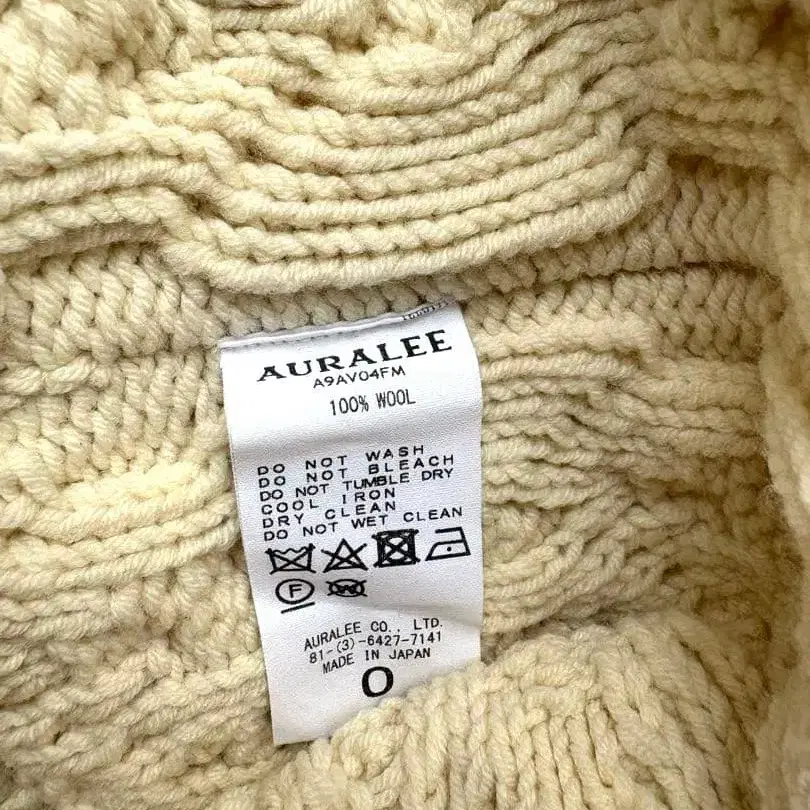 AURALEE
A9AV04FM
100% WOOL
DO NOT WASH
DO NOT BLEACH
DO NOT TUMBLE DRY
COOL IRON
DRY CLEAN
DO NOT WET CLEAN
F
W
AURALEE CO., LTD.
81-(3)-6427-7141
MADE IN JAPAN
0